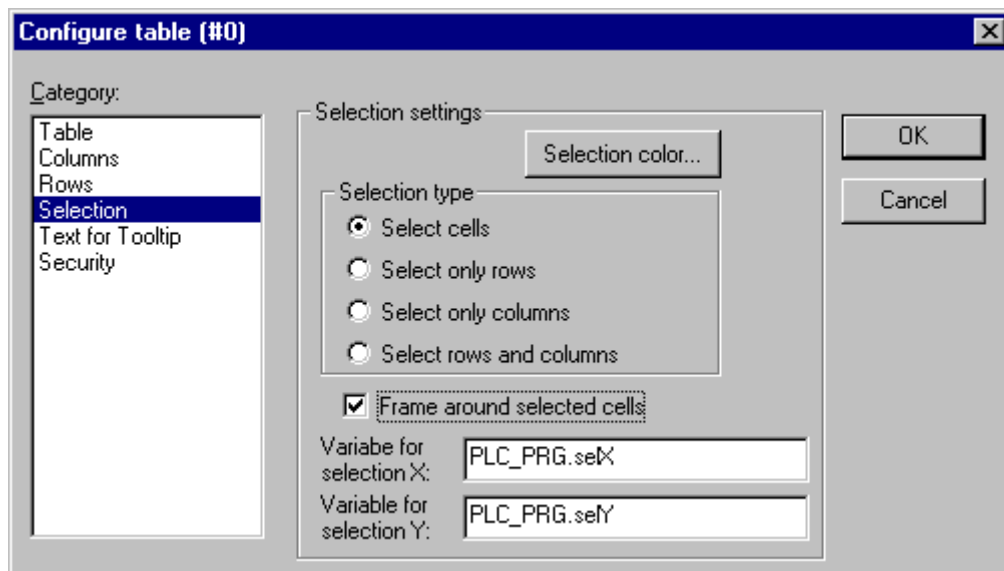 Configure table (#0)
Category:
Table
Columns
Rows
Selection
Text for Tooltip
Security
Selection settings
Selection color...
Selection type
Select cells
Select only rows
Select only columns
Select rows and columns
Frame around selected cells
Variabe for
selection X:
PLC_PRG.selX
Variable for
selection Y:
PLC_PRG.selY
OK
Cancel